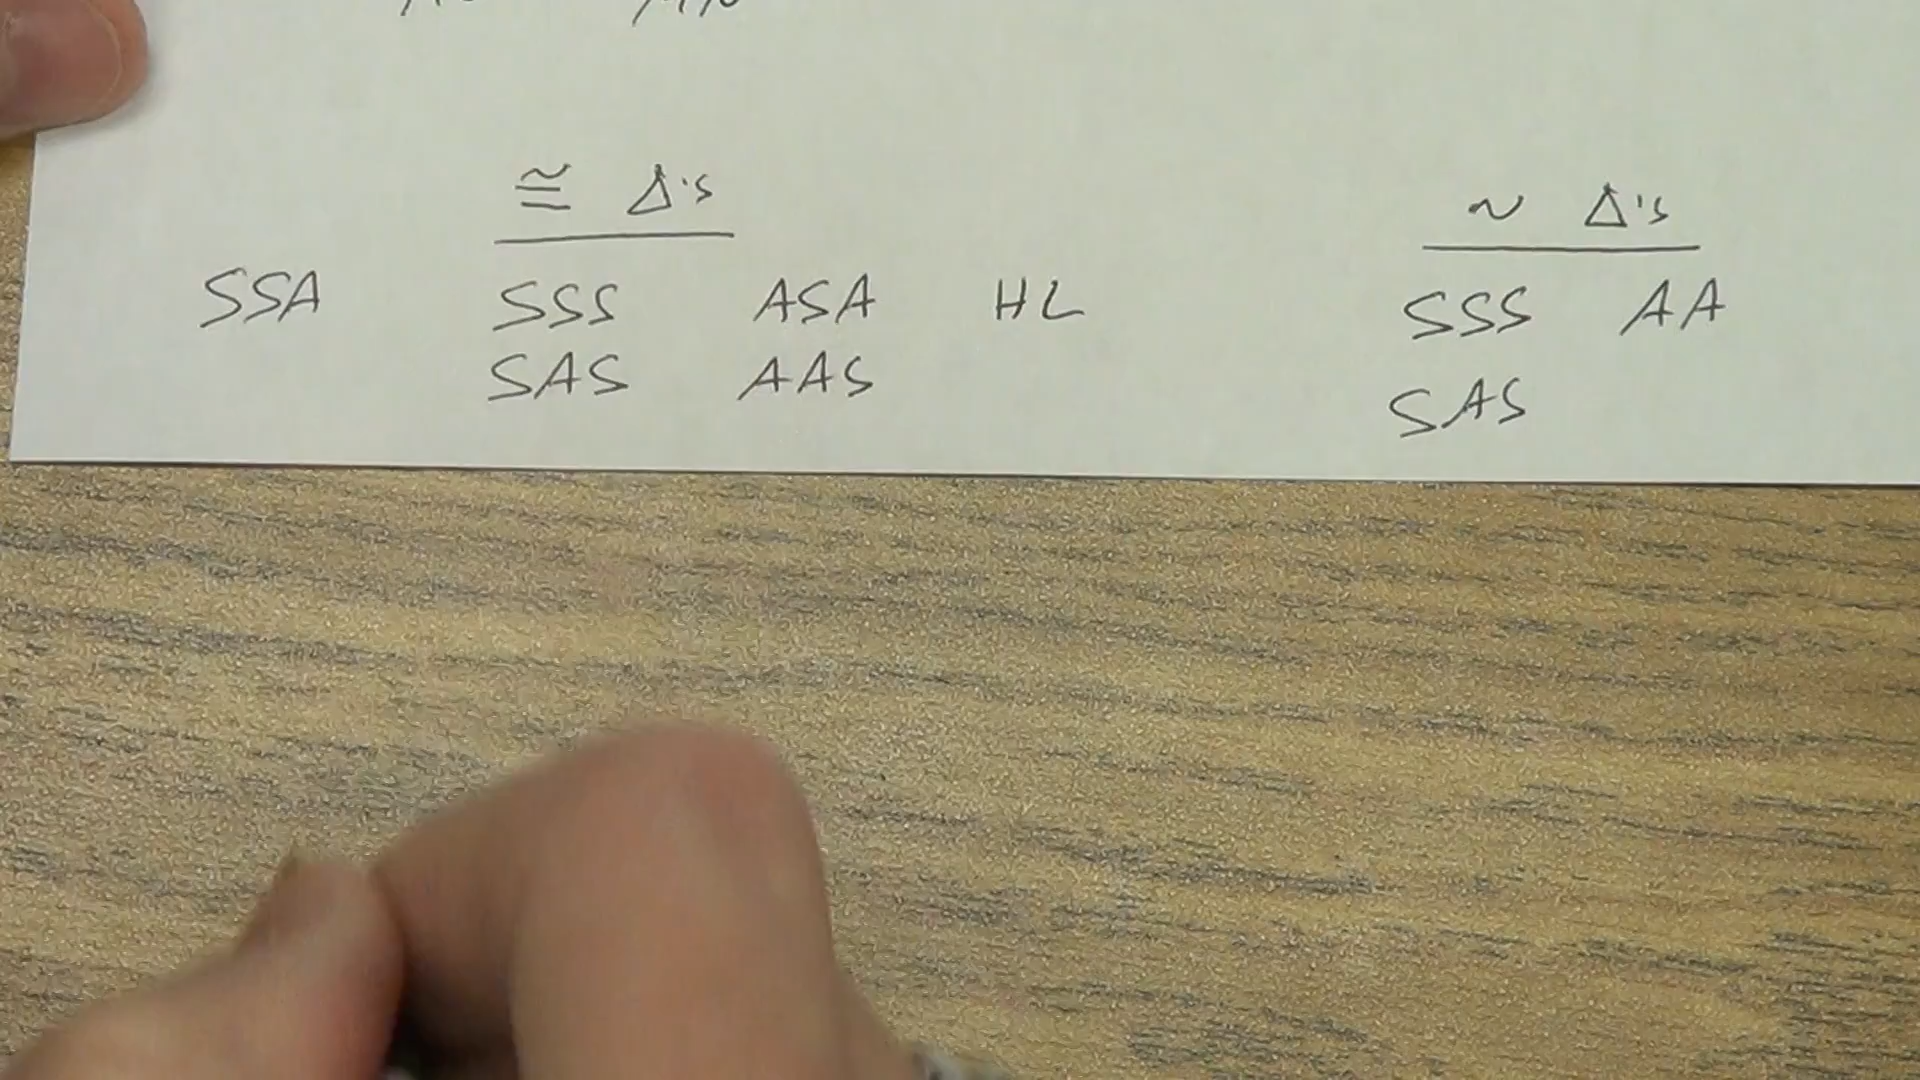 ≅ Δ's
~ Δ's
SSA SSS ASA HL
SAS AAS
SSS AA
SAS